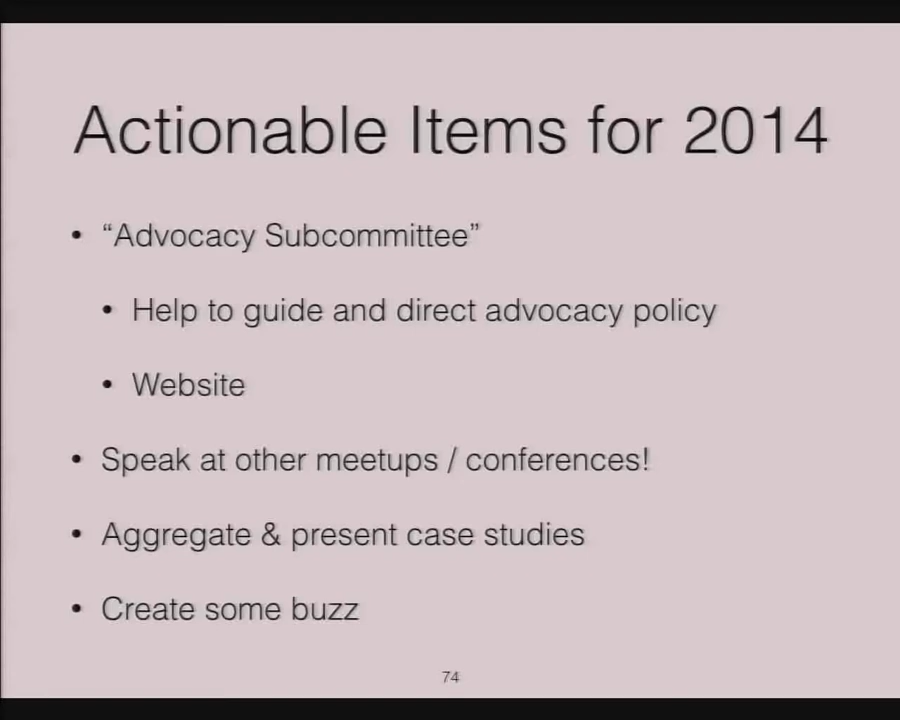 Actionable Items for 2014
• “Advocacy Subcommittee”
• Help to guide and direct advocacy policy
• Website
• Speak at other meetups / conferences!
• Aggregate & present case studies
• Create some buzz
74